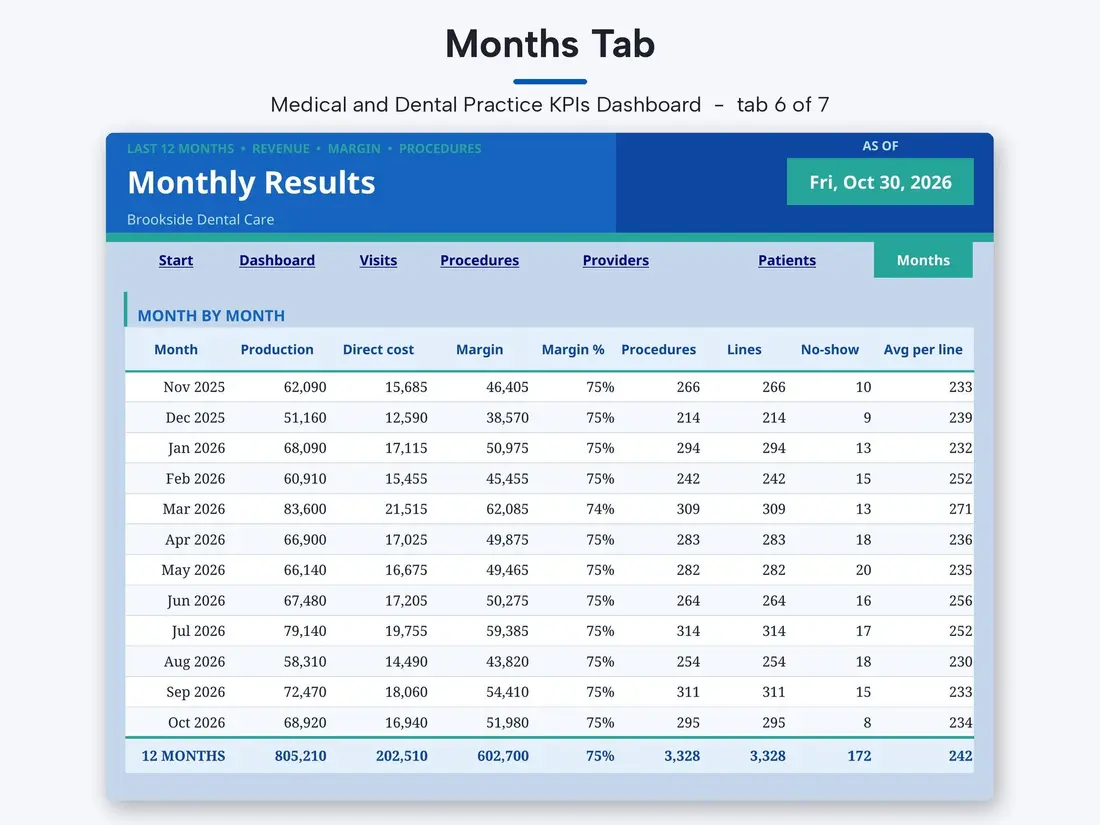 Months Tab
Medical and Dental Practice KPIs Dashboard - tab 6 of 7
LAST 12 MONTHS • REVENUE • MARGIN • PROCEDURES
AS OF
Monthly Results
Fri, Oct 30, 2026
Brookside Dental Care
Start Dashboard Visits Procedures Providers Patients Months
MONTH BY MONTH
Month Production Direct cost Margin Margin % Procedures Lines No-show Avg per line
Nov 2025 62,090 15,685 46,405 75% 266 266 10 233
Dec 2025 51,160 12,590 38,570 75% 214 214 9 239
Jan 2026 68,090 17,115 50,975 75% 294 294 13 232
Feb 2026 60,910 15,455 45,455 75% 242 242 15 252
Mar 2026 83,600 21,515 62,085 74% 309 309 13 271
Apr 2026 66,900 17,025 49,875 75% 283 283 18 236
May 2026 66,140 16,675 49,465 75% 282 282 20 235
Jun 2026 67,480 17,205 50,275 75% 264 264 16 256
Jul 2026 79,140 19,755 59,385 75% 314 314 17 252
Aug 2026 58,310 14,490 43,820 75% 254 254 18 230
Sep 2026 72,470 18,060 54,410 75% 311 311 15 233
Oct 2026 68,920 16,940 51,980 75% 295 295 8 234
12 MONTHS 805,210 202,510 602,700 75% 3,328 3,328 172 242